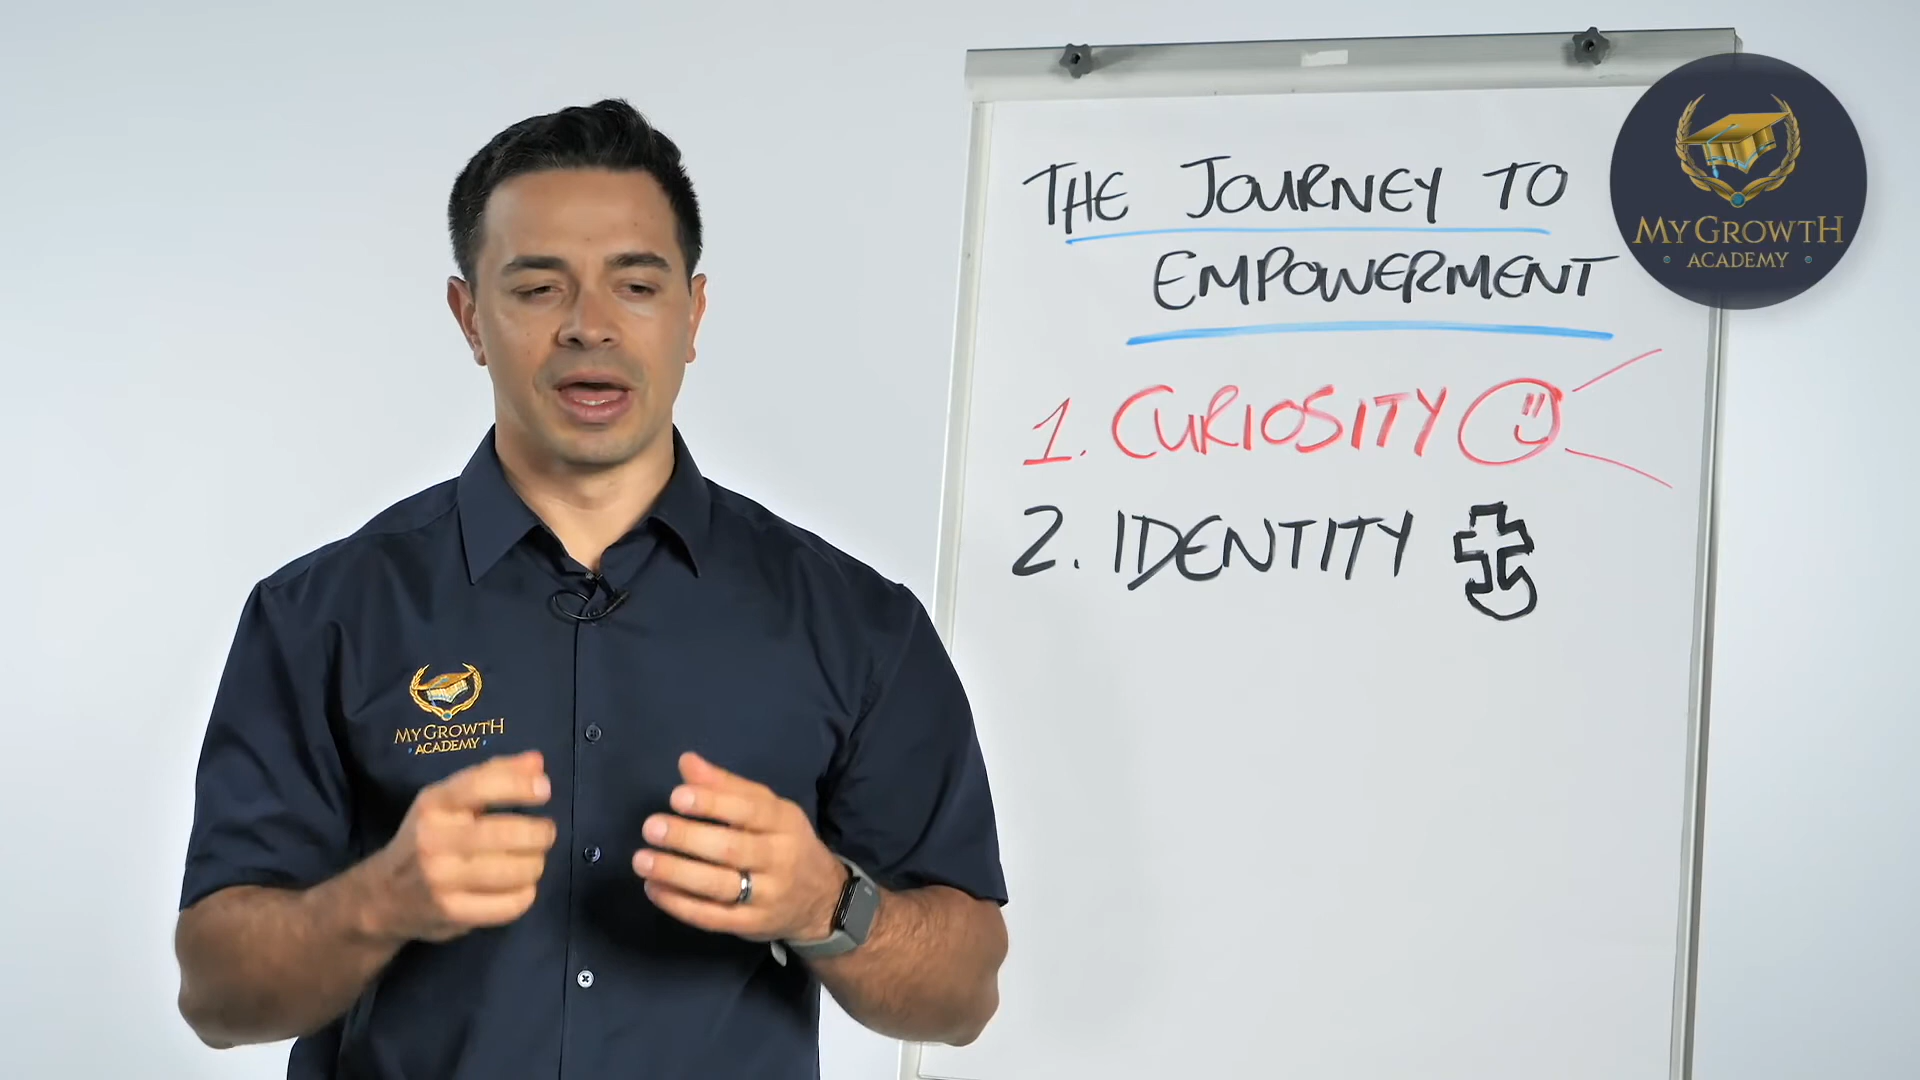 THE JOURNEY TO
EMPOWERMENT
1. CURIOSITY
2. IDENTITY
MY GROWTH
ACADEMY
MY GROWTH
ACADEMY